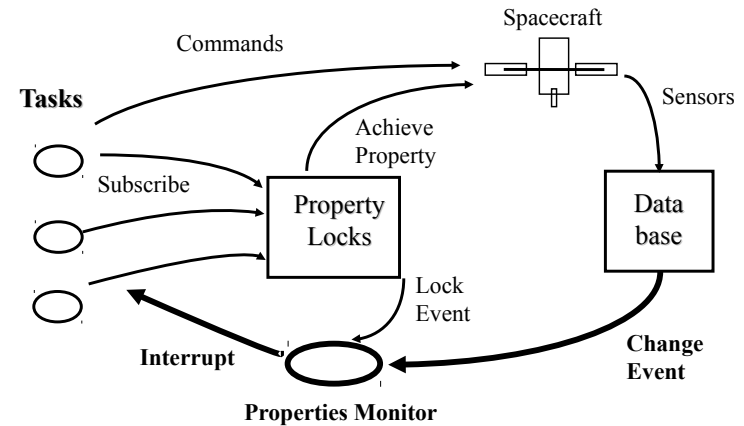 Spacecraft
Commands
Tasks
Sensors
Achieve
Property
Subscribe
Property
Locks
Data
base
Lock
Event
Interrupt
Change
Event
Properties Monitor